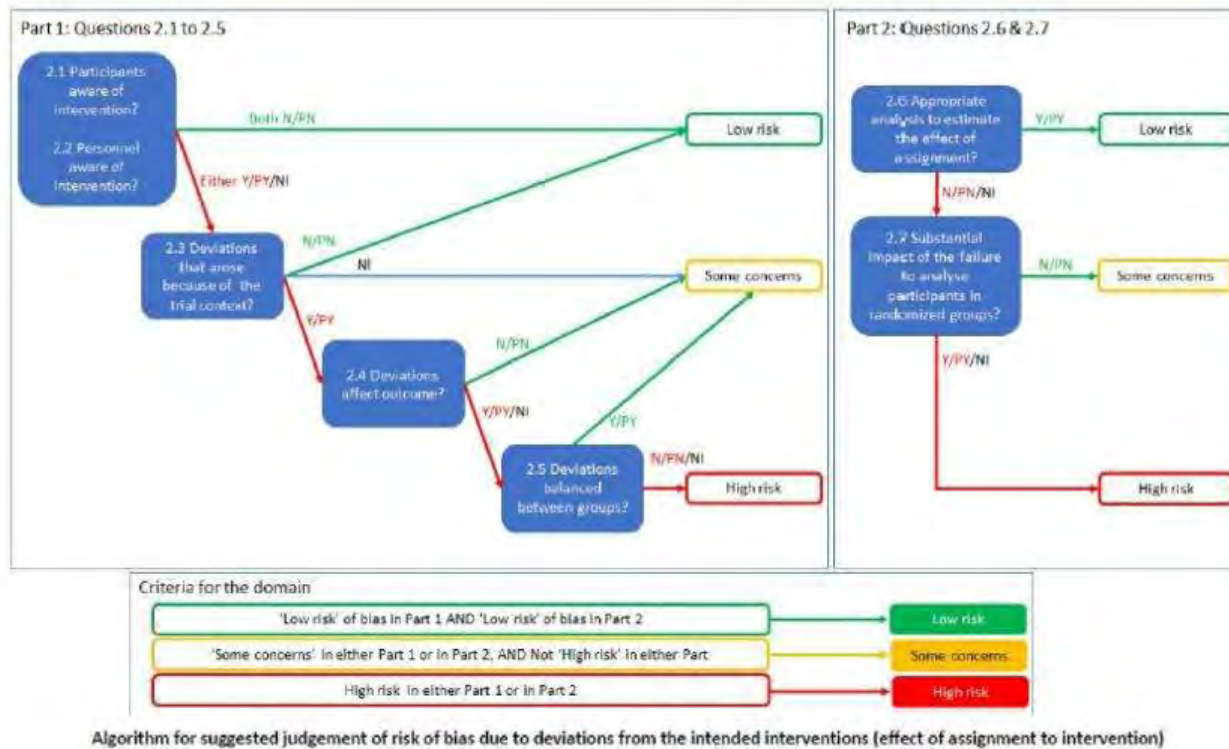 Part 1: Questions 2.1 to 2.5
2.1 Participants
aware of
intervention?
2.2 Personnel
aware of
intervention?
Both N/PN
Low risk
Either Y/PY/NI
2.3 Deviations
that arose
because of the
trial context?
N/PN
NI
Some concerns
Y/PY
2.4 Deviations
affect outcome?
N/PN
Y/PY/NI
2.5 Deviations
balanced
between groups?
Y/PY
N/PN/NI
High risk
Part 2: Questions 2.6 & 2.7
2.6 Appropriate
analysis to estimate
the effect of
assignment?
Y/PY
Low risk
N/PN/NI
2.7 Substantial
impact of the failure
to analyse
participants in
randomized groups?
N/PN
Some concerns
Y/PY/NI
High risk
Criteria for the domain
'Low risk' of bias in Part 1 AND 'Low risk' of bias in Part 2
Low risk
'Some concerns' in either Part 1 or in Part 2, AND Not 'High risk' in either Part
Some concerns
High risk in either Part 1 or in Part 2
High risk
Algorithm for suggested judgement of risk of bias due to deviations from the intended interventions (effect of assignment to intervention)